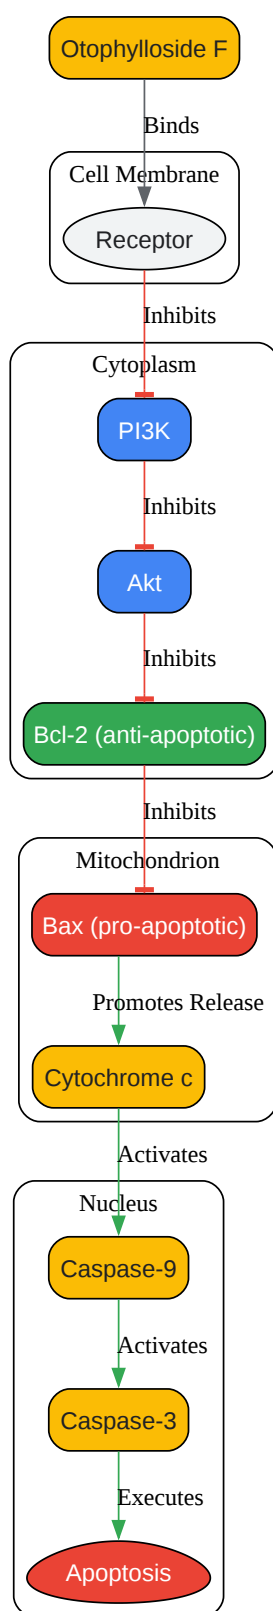 Otophylloside F
Binds
Cell Membrane
Receptor
Inhibits
Cytoplasm
PI3K
Inhibits
Akt
Inhibits
Bcl-2 (anti-apoptotic)
Inhibits
Mitochondrion
Bax (pro-apoptotic)
Promotes Release
Cytochrome c
Activates
Nucleus
Caspase-9
Activates
Caspase-3
Executes
Apoptosis